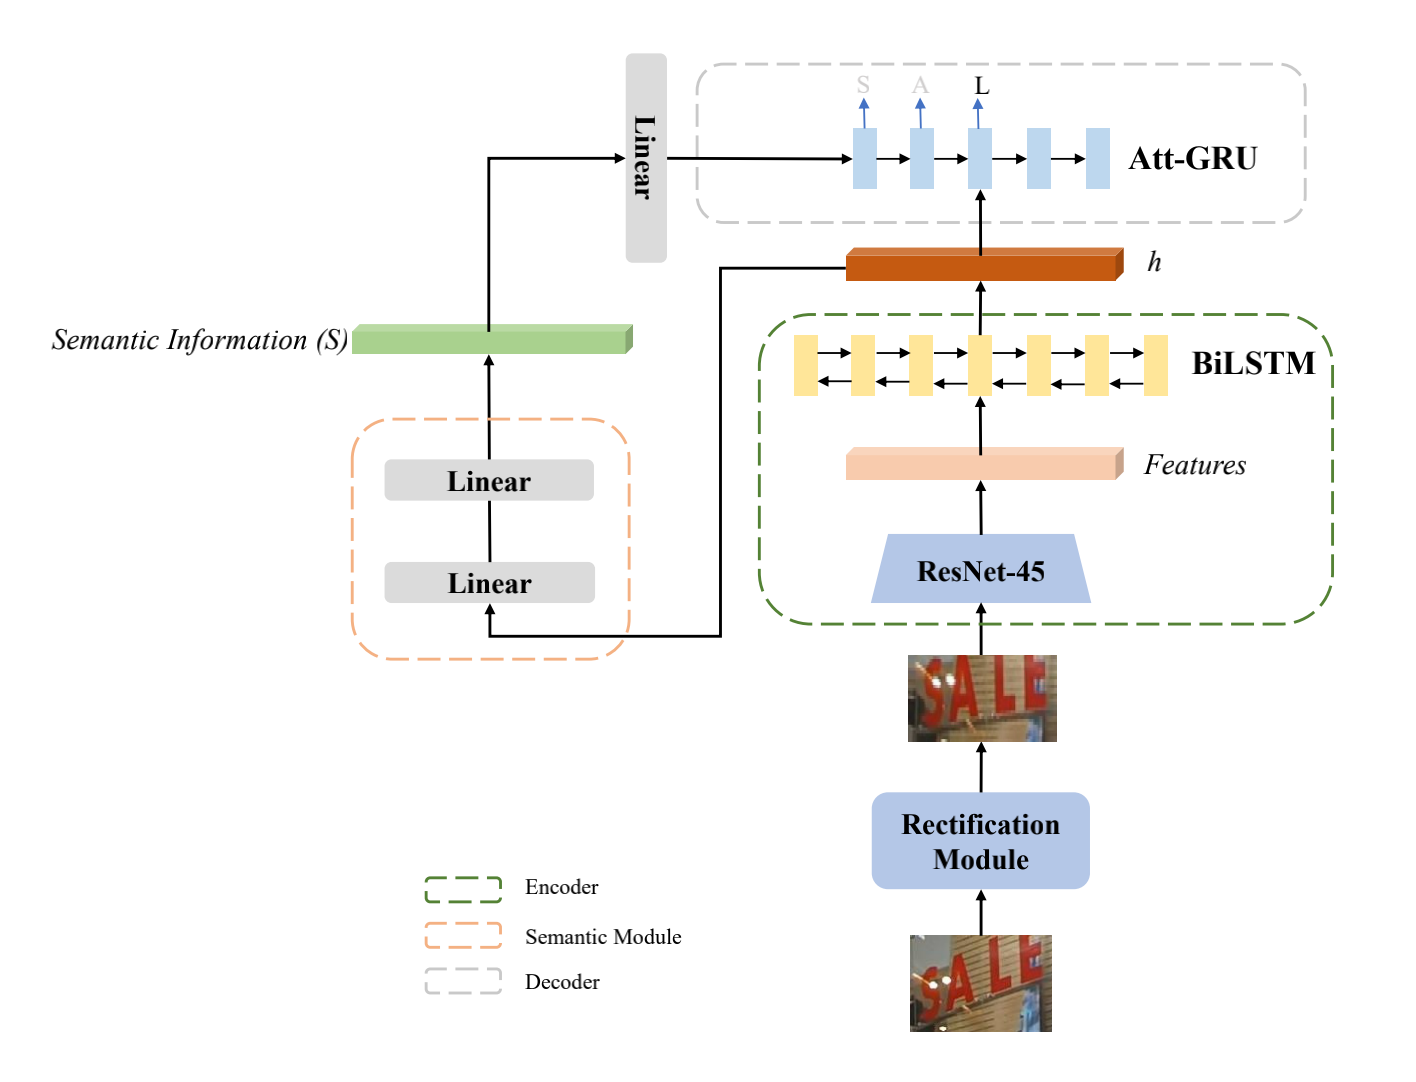 S A L
Linear
Att-GRU
h
Semantic Information (S)
BiLSTM
Features
Linear
Linear
ResNet-45
SALE
Rectification
Module
SALE
Encoder
Semantic Module
Decoder